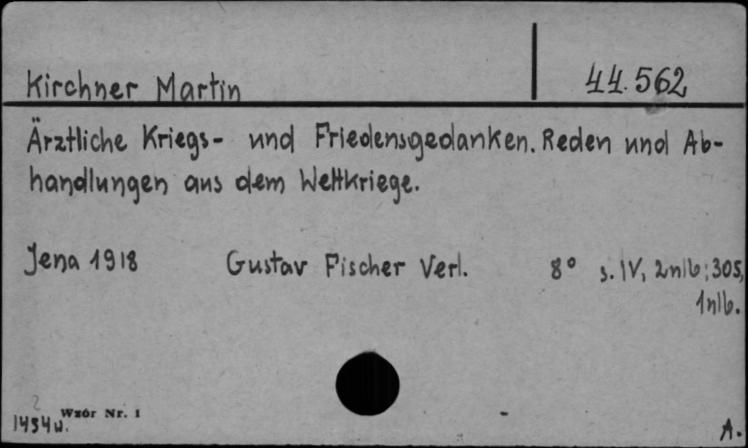 Kirchner Martin 44.562
Ärztliche Kriegs- und Friedensgedanken. Reden und Ab-
handlungen aus dem Weltkriege.
Jena 1918 Gustav Fischer Verl. 8° s. IV, 2nlb; 305,
1nlb.
Wzór Nr. 1
1454w. A.